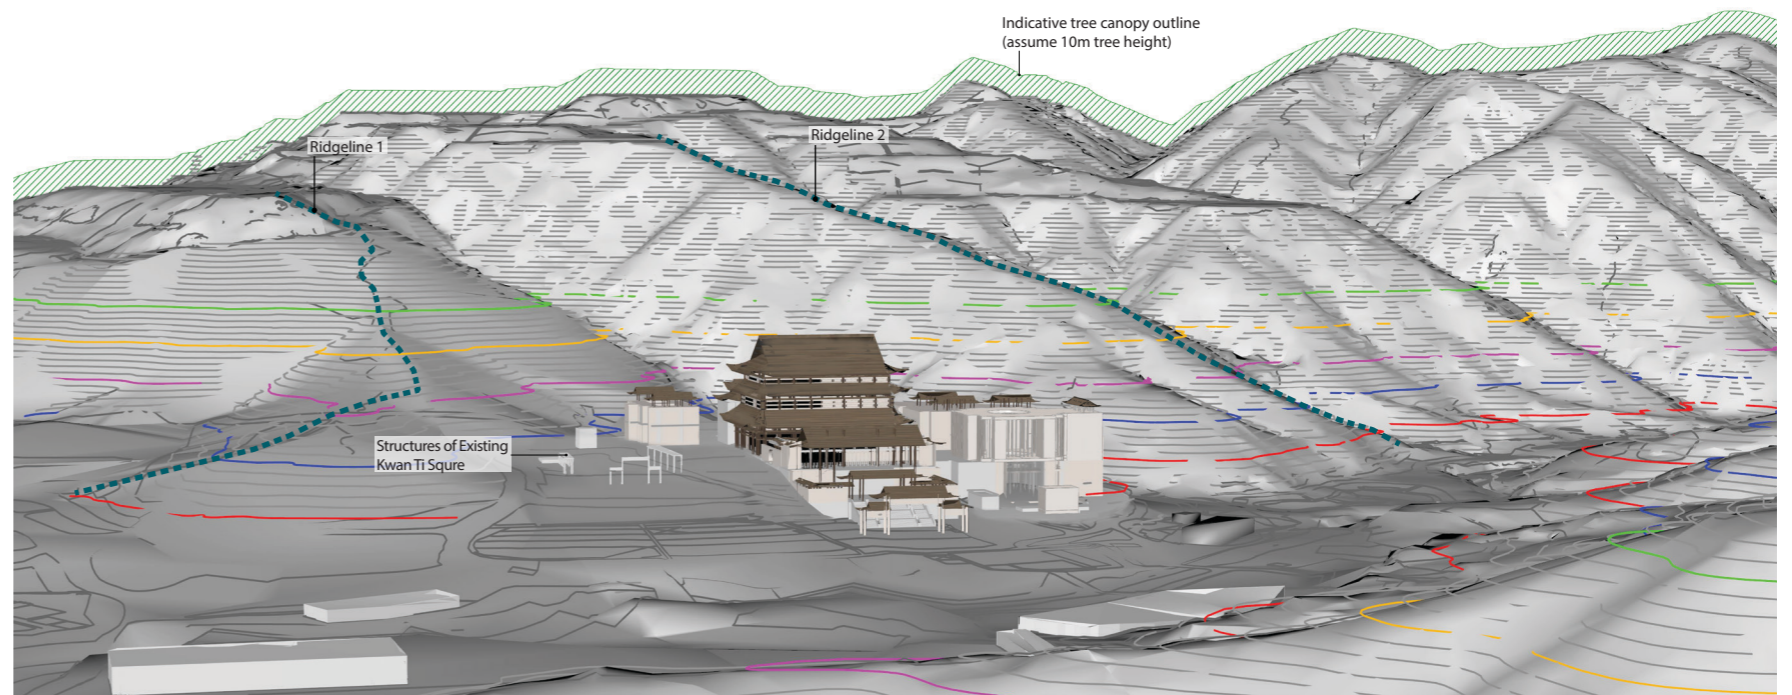 Indicative tree canopy outline
(assume 10m tree height)
Ridgeline 1
Ridgeline 2
Structures of Existing
Kwan Ti Squre